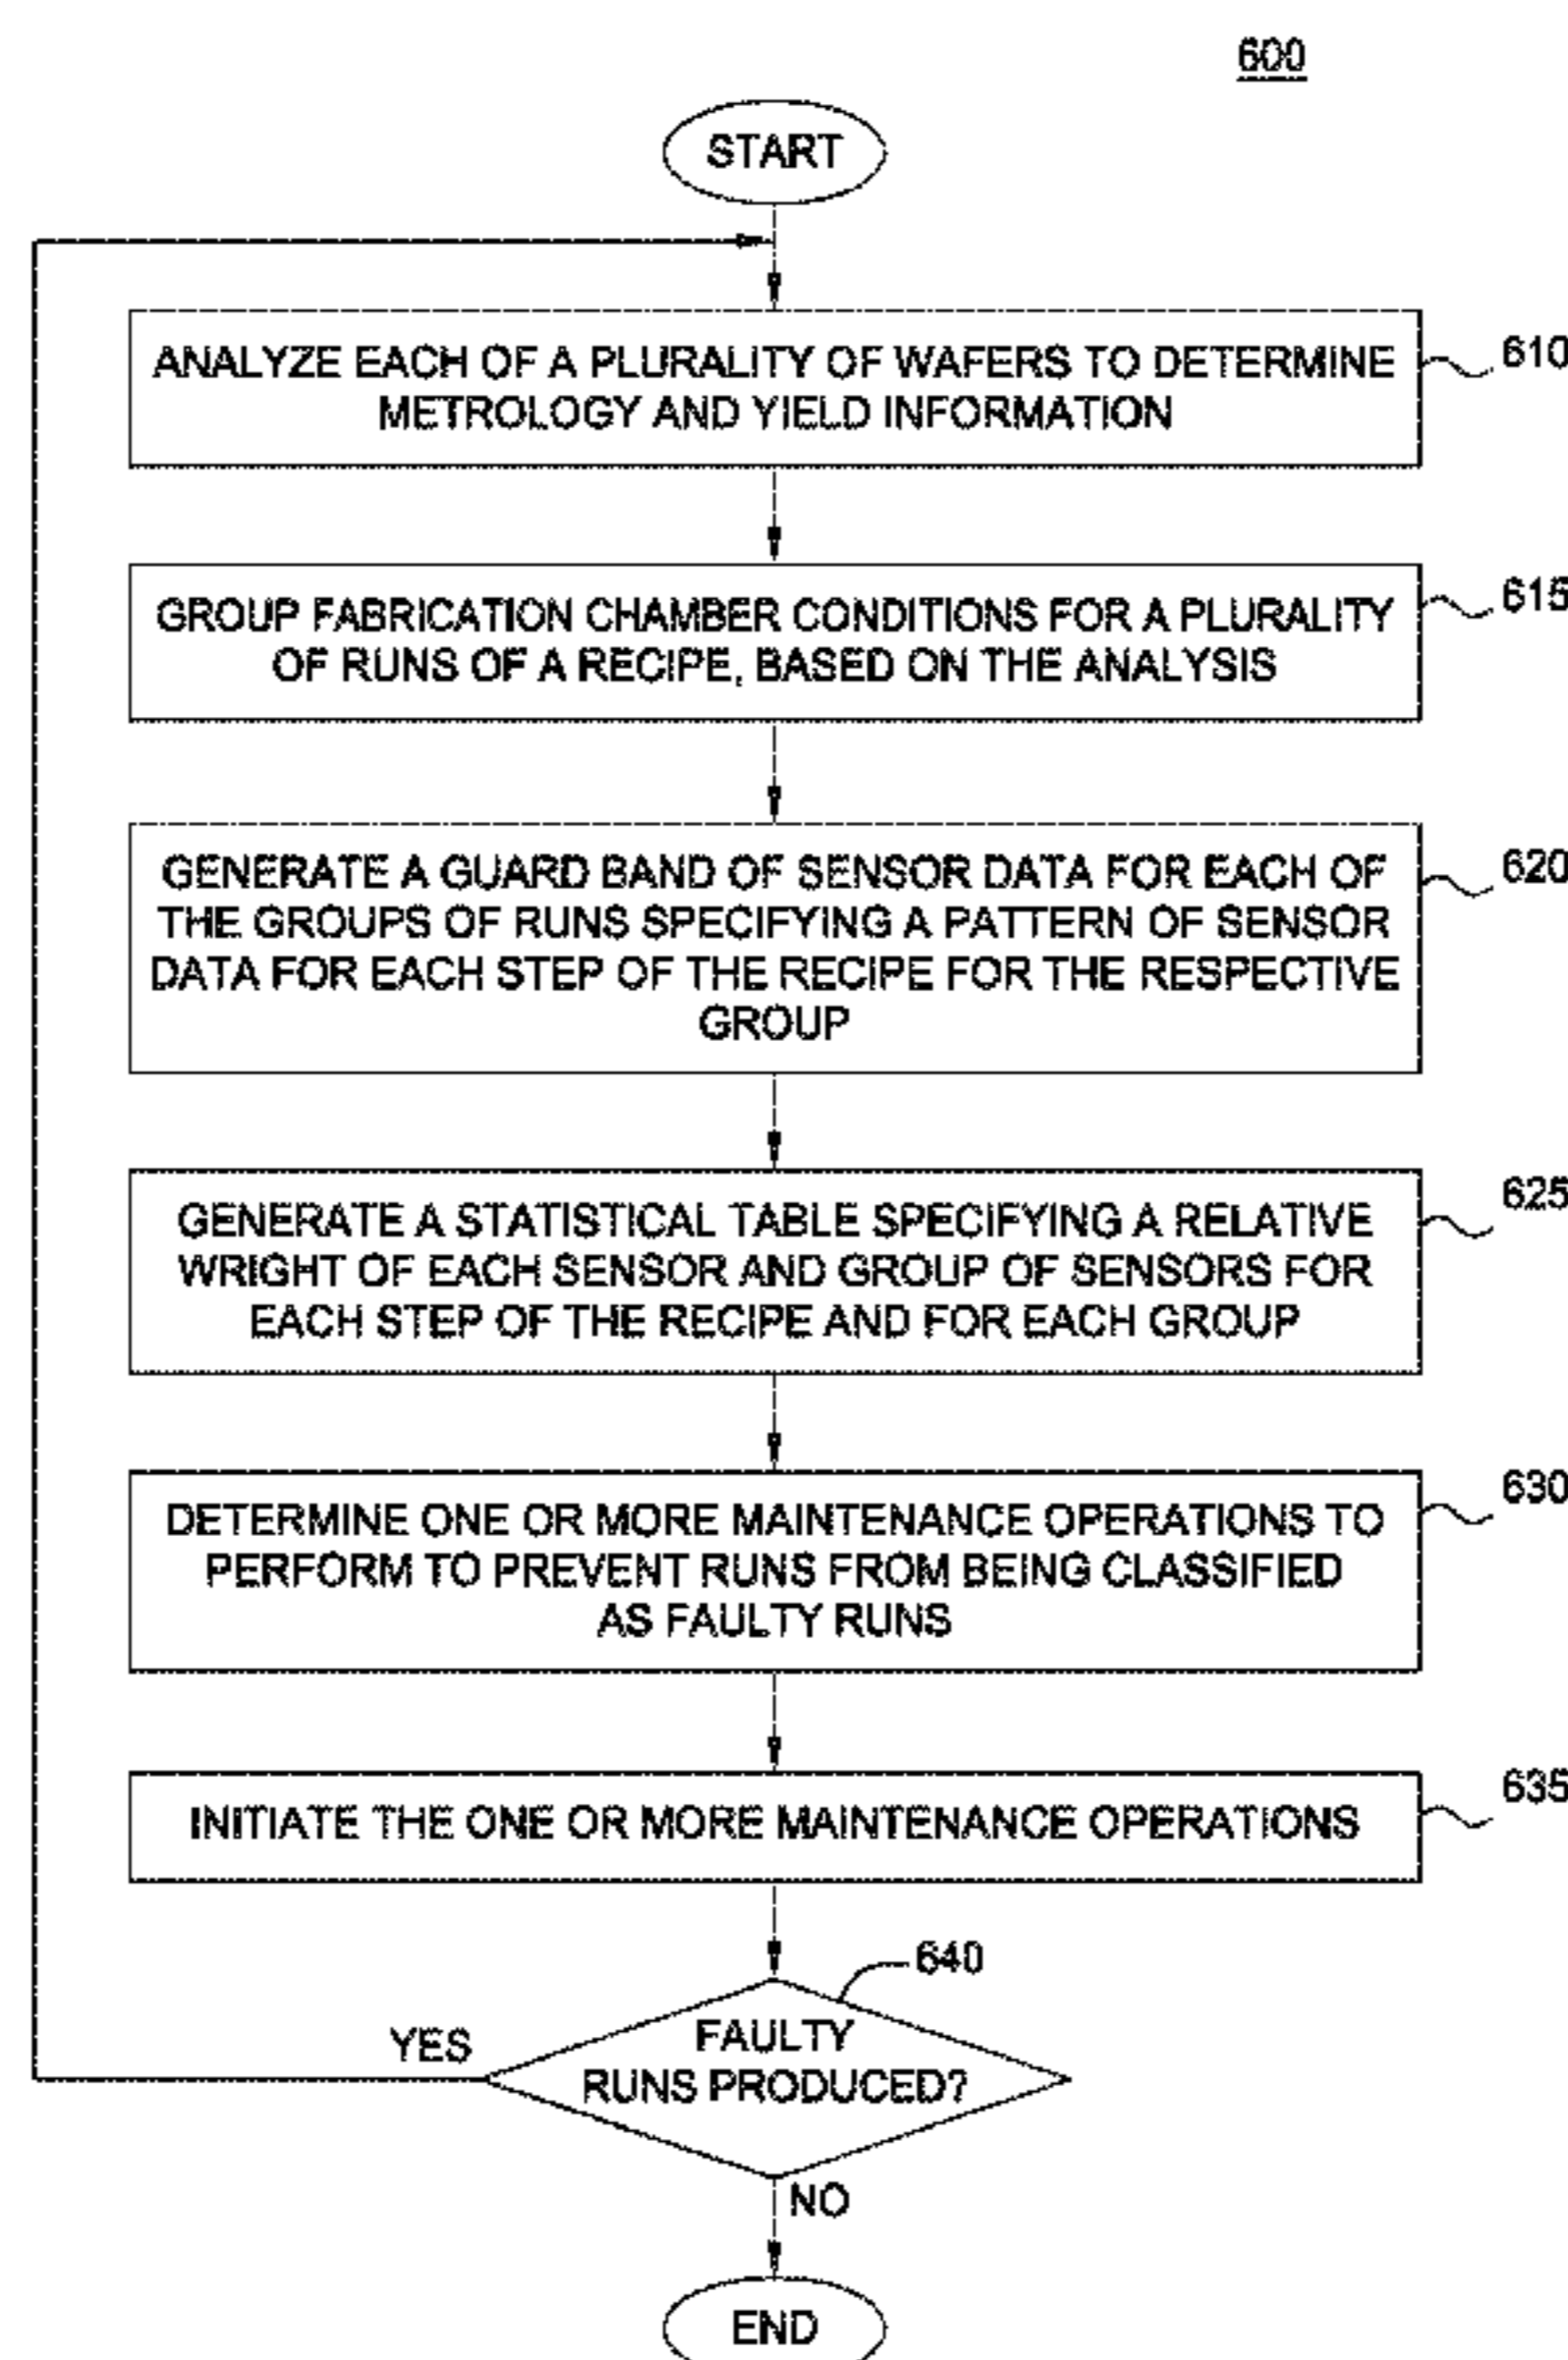 600
START
ANALYZE EACH OF A PLURALITY OF WAFERS TO DETERMINE
METROLOGY AND YIELD INFORMATION
610
GROUP FABRICATION CHAMBER CONDITIONS FOR A PLURALITY
OF RUNS OF A RECIPE, BASED ON THE ANALYSIS
615
GENERATE A GUARD BAND OF SENSOR DATA FOR EACH OF
THE GROUPS OF RUNS SPECIFYING A PATTERN OF SENSOR
DATA FOR EACH STEP OF THE RECIPE FOR THE RESPECTIVE
GROUP
620
GENERATE A STATISTICAL TABLE SPECIFYING A RELATIVE
WRIGHT OF EACH SENSOR AND GROUP OF SENSORS FOR
EACH STEP OF THE RECIPE AND FOR EACH GROUP
625
DETERMINE ONE OR MORE MAINTENANCE OPERATIONS TO
PERFORM TO PREVENT RUNS FROM BEING CLASSIFIED
AS FAULTY RUNS
630
INITIATE THE ONE OR MORE MAINTENANCE OPERATIONS
635
640
FAULTY
RUNS PRODUCED?
YES
NO
END